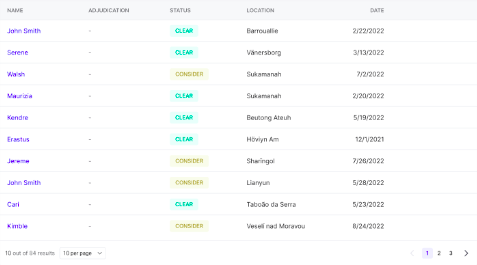 NAME ADJUDICATION STATUS LOCATION DATE
John Smith - CLEAR Barrouallie 2/22/2022
Serene - CLEAR Vänersborg 3/13/2022
Walsh - CONSIDER Sukamanah 7/2/2022
Maurizia - CLEAR Sukamenah 2/20/2022
Kendre - CLEAR Beutong Ateuh 5/19/2022
Erastus - CLEAR Höviyn Am 12/1/2021
Jereme - CONSIDER Sharingol 7/26/2022
John Smith - CONSIDER Lianyun 5/28/2022
Cari - CLEAR Taboão da Serra 5/23/2022
Kimble - CONSIDER Veselí nad Moravou 8/24/2022
10 out of 84 results 10 per page 1 2 3